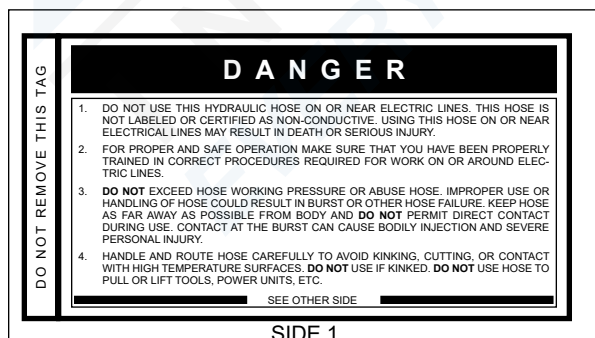 DO NOT REMOVE THIS TAG
DANGER
1. DO NOT USE THIS HYDRAULIC HOSE ON OR NEAR ELECTRIC LINES. THIS HOSE IS
NOT LABELED OR CERTIFIED AS NON-CONDUCTIVE. USING THIS HOSE ON OR NEAR
ELECTRICAL LINES MAY RESULT IN DEATH OR SERIOUS INJURY.
2. FOR PROPER AND SAFE OPERATION MAKE SURE THAT YOU HAVE BEEN PROPERLY
TRAINED IN CORRECT PROCEDURES REQUIRED FOR WORK ON OR AROUND ELEC-
TRIC LINES.
3. DO NOT EXCEED HOSE WORKING PRESSURE OR ABUSE HOSE. IMPROPER USE OR
HANDLING OF HOSE COULD RESULT IN BURST OR OTHER HOSE FAILURE. KEEP HOSE
AS FAR AWAY AS POSSIBLE FROM BODY AND DO NOT PERMIT DIRECT CONTACT
DURING USE. CONTACT AT THE BURST CAN CAUSE BODILY INJECTION AND SEVERE
PERSONAL INJURY.
4. HANDLE AND ROUTE HOSE CAREFULLY TO AVOID KINKING, CUTTING, OR CONTACT
WITH HIGH TEMPERATURE SURFACES. DO NOT USE IF KINKED. DO NOT USE HOSE TO
PULL OR LIFT TOOLS, POWER UNITS, ETC.
SEE OTHER SIDE
SIDE 1